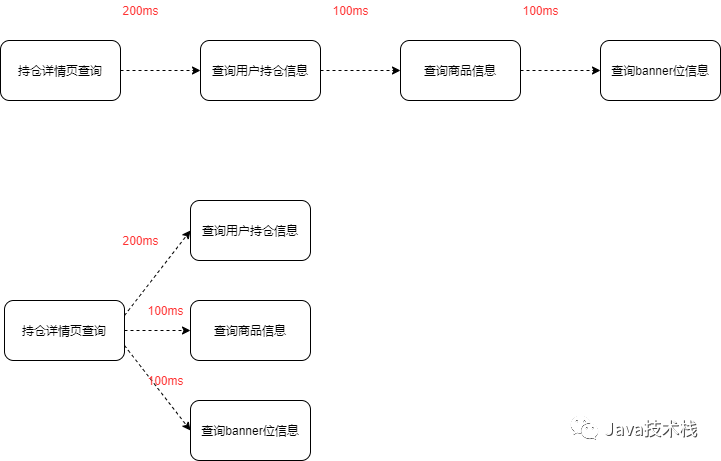 200ms
100ms
100ms
持仓详情页查询
查询用户持仓信息
查询商品信息
查询banner位信息
查询用户持仓信息
200ms
持仓详情页查询
100ms
查询商品信息
100ms
查询banner位信息
Java技术栈